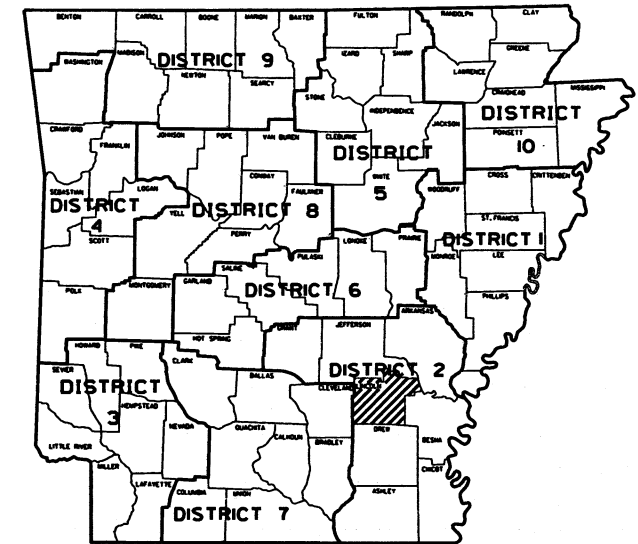 BENTON
CARROLL
BOONE
MARION
BAXTER
FULTON
RANDOLPH
CLAY
WASHINGTON
MADISON
DISTRICT 9
NEWTON
SEARCY
IZARD
SHARP
GREENE
LAWRENCE
STONE
INDEPENDENCE
CRAIGHEAD
MISSISSIPPI
DISTRICT
10
JACKSON
POINSETT
CRAWFORD
FRANKLIN
JOHNSON
POPE
VAN BUREN
CLEBURNE
DISTRICT
5
WHITE
CROSS
CRITTENDEN
SEBASTIAN
LOGAN
CONWAY
FAULKNER
WOODRUFF
DISTRICT
4
YELL
DISTRICT 8
ST. FRANCIS
SCOTT
PERRY
PULASKI
LONOKE
PRAIRIE
MONROE
DISTRICT 1
LEE
SALINE
POLK
MONTGOMERY
GARLAND
DISTRICT 6
PHILLIPS
HOT SPRING
GRANT
JEFFERSON
ARKANSAS
HOWARD
PIKE
CLARK
SEVIER
DISTRICT
3
DALLAS
DISTRICT 2
CLEVELAND
HEMPSTEAD
NEVADA
OUACHITA
CALHOUN
BRADLEY
DREW
DESHA
LITTLE RIVER
MILLER
LAFAYETTE
COLUMBIA
UNION
ASHLEY
CHICOT
DISTRICT 7